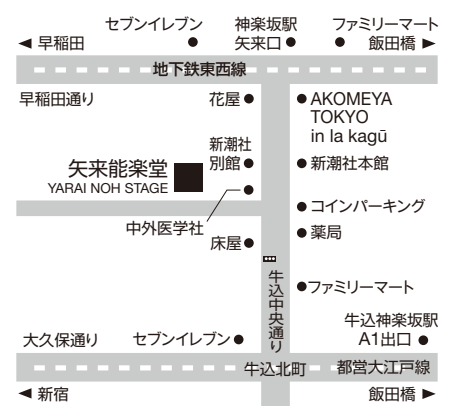 セブンイレブン
神楽坂駅
矢来口
ファミリーマート
早稲田
飯田橋
地下鉄東西線
早稲田通り
花屋
AKOMEYA
TOKYO
in la kagū
新潮社
別館
新潮社本館
矢来能楽堂
YARAI NOH STAGE
中外医学社
コインパーキング
床屋
薬局
牛込中央通り
ファミリーマート
大久保通り
セブンイレブン
牛込神楽坂駅
A1出口
牛込北町
都営大江戸線
新宿
飯田橋